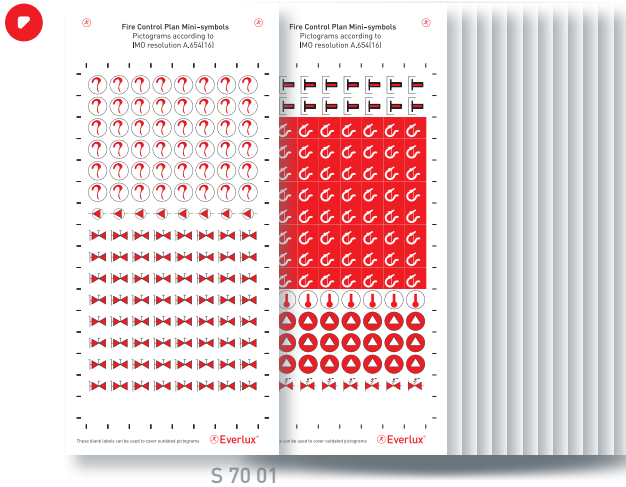 Fire Control Plan Mini-symbols
Pictograms according to
IMO resolution A.654(16)
These blank labels can be used to cover outdated pictograms
Everlux®
Fire Control Plan Mini-symbols
Pictograms according to
IMO resolution A.654(16)
can be used to cover outdated pictograms
Everlux®
S 70 01